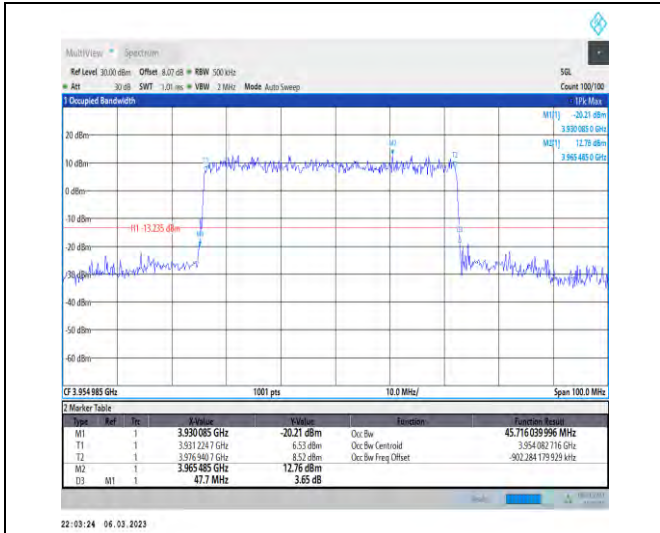 MultiView Spectrum
Ref Level 30.00 dBm Offset 8.07 dB RBW 500 kHz SGL
Att 30 dB SWT 1.01 ms VBW 2 MHz Mode Auto Sweep Count 100/100
1 Occupied Bandwidth 1Pk Max
M1[1] -20.21 dBm
3.930 085 0 GHz
M2[1] 12.76 dBm
3.965 485 0 GHz
20 dBm
M2
T1 T2
10 dBm
0 dBm
-10 dBm
H1 -13.235 dBm
M1
-20 dBm
-30 dBm
-40 dBm
-50 dBm
-60 dBm
CF 3.954 985 GHz 1001 pts 10.0 MHz/ Span 100.0 MHz
2 Marker Table
Type Ref Trc X-Value Y-Value Function Function Result
M1 1 3.930 085 GHz -20.21 dBm Occ Bw 45.716 039 996 MHz
T1 1 3.931 224 7 GHz 6.53 dBm Occ Bw Centroid 3.954 082 716 GHz
T2 1 3.976 940 7 GHz 8.52 dBm Occ Bw Freq Offset -902.284 179 929 kHz
M2 1 3.965 485 GHz 12.76 dBm
D3 M1 1 47.7 MHz 3.65 dB
22:03:24 06.03.2023